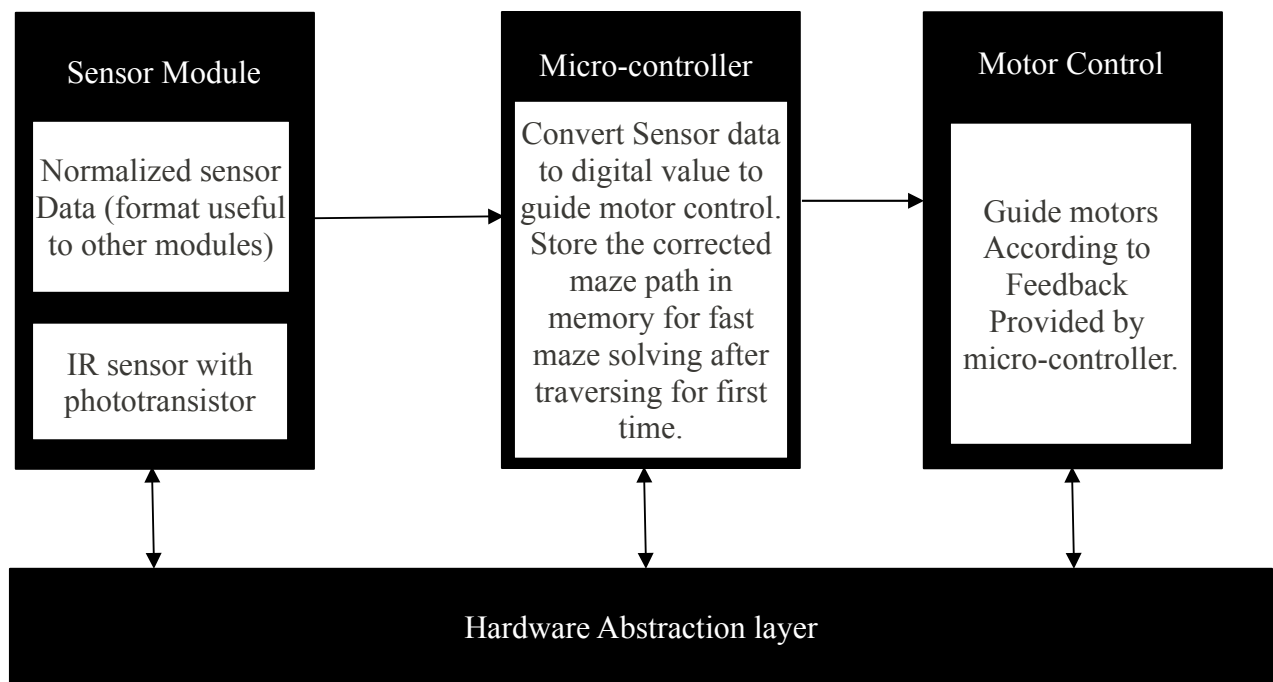 Sensor Module
Normalized sensor
Data (format useful
to other modules)
IR sensor with
phototransistor
Micro-controller
Convert Sensor data
to digital value to
guide motor control.
Store the corrected
maze path in
memory for fast
maze solving after
traversing for first
time.
Motor Control
Guide motors
According to
Feedback
Provided by
micro-controller.
Hardware Abstraction layer